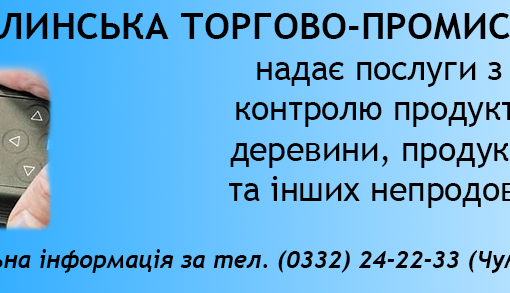 ЛИНСЬКА ТОРГОВО-ПРОМИС
надає послуги з
контролю продукт
деревини, продук
та інших непродов
ьна інформація за тел. (0332) 24-22-33 (Чул